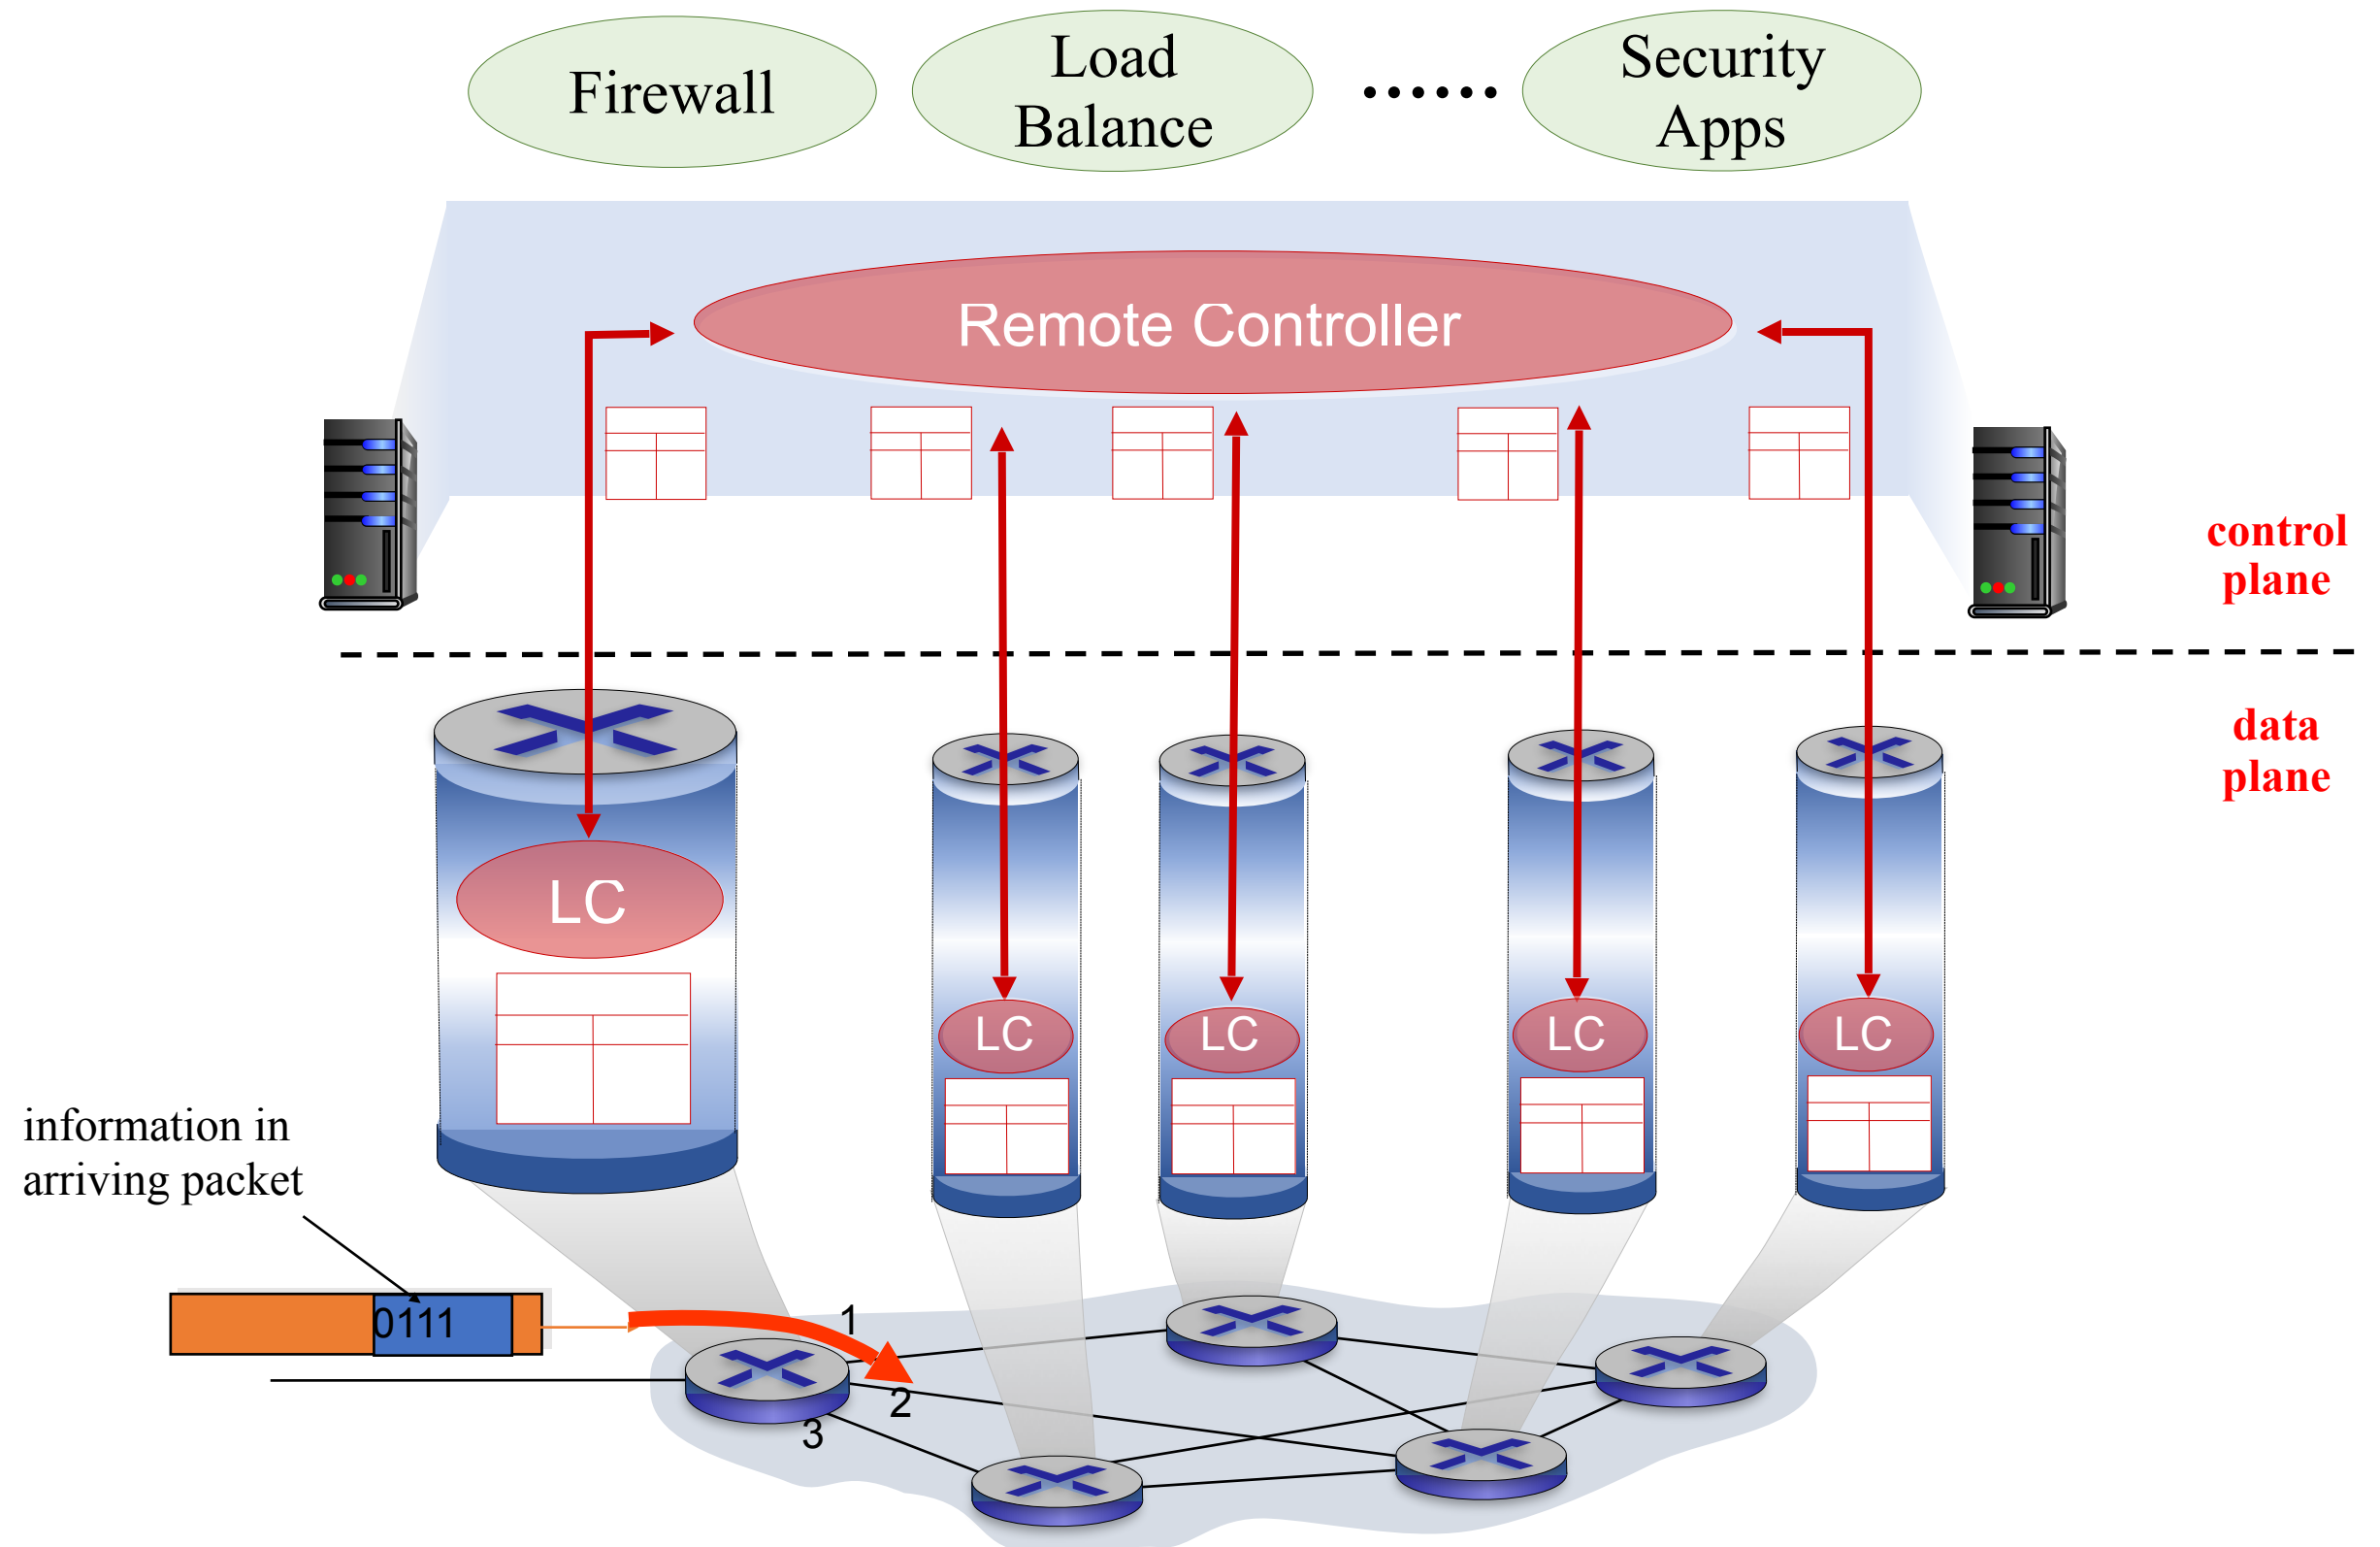 Firewall
Load
Balance
......
Security
Apps
Remote Controller
control
plane
data
plane
LC
LC
LC
LC
LC
information in
arriving packet
0111
1
2
3